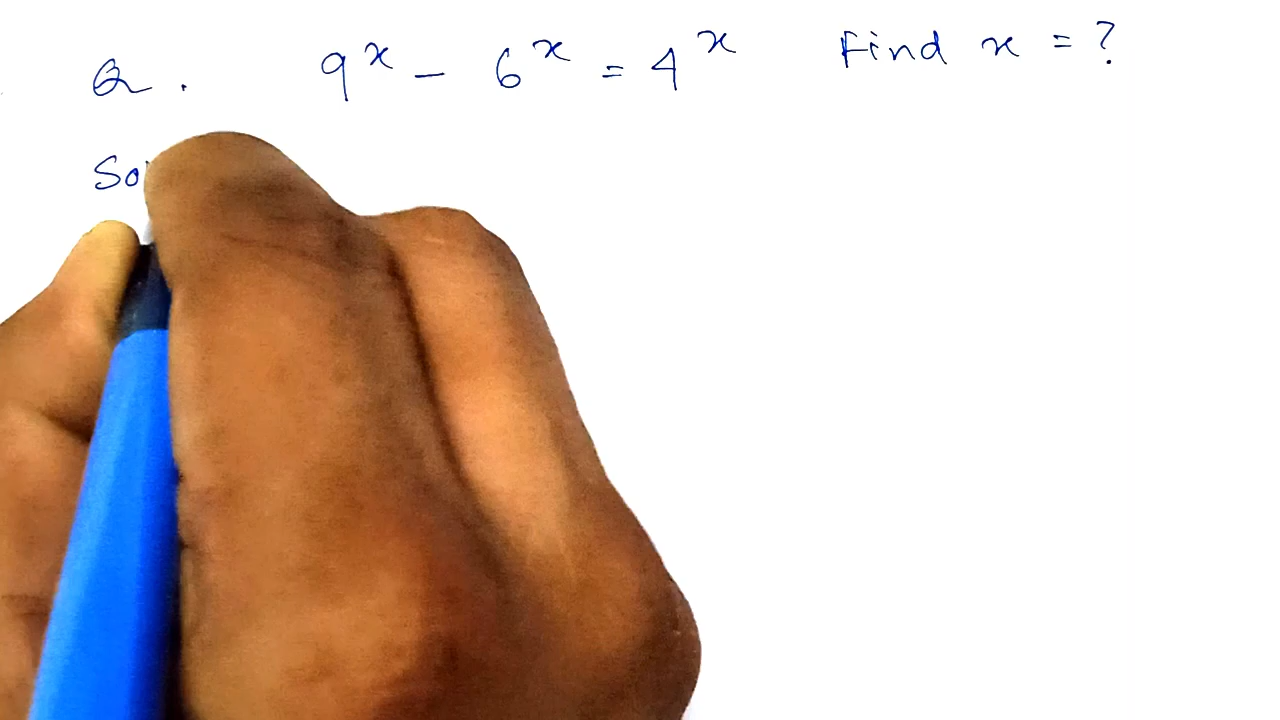 Q. 9^x - 6^x = 4^x Find x = ?
So